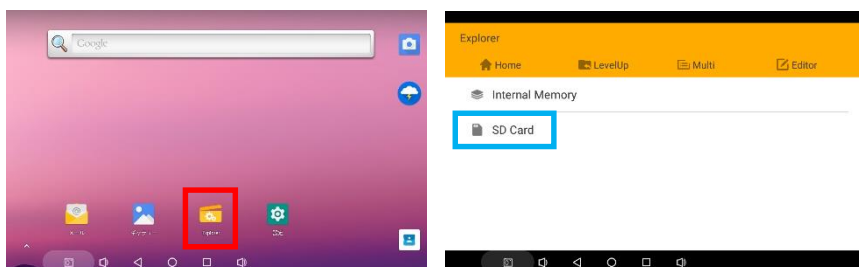 Google
Explorer
Home LevelUp Multi Editor
Internal Memory
SD Card